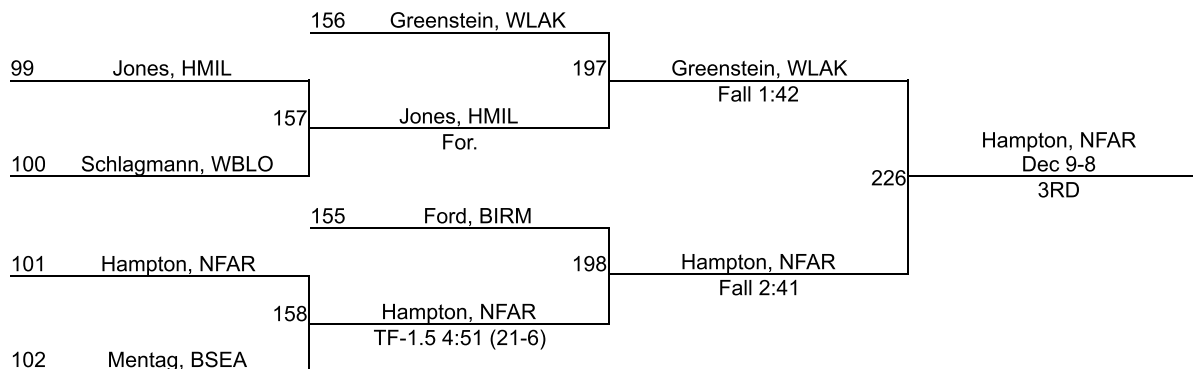 156 Greenstein, WLAK
99 Jones, HMIL
197 Greenstein, WLAK
Fall 1:42
157 Jones, HMIL
For.
100 Schlagmann, WBLO
Hampton, NFAR
Dec 9-8
226
3RD
155 Ford, BIRM
101 Hampton, NFAR
198 Hampton, NFAR
Fall 2:41
158 Hampton, NFAR
TF-1.5 4:51 (21-6)
102 Mentag, BSEA